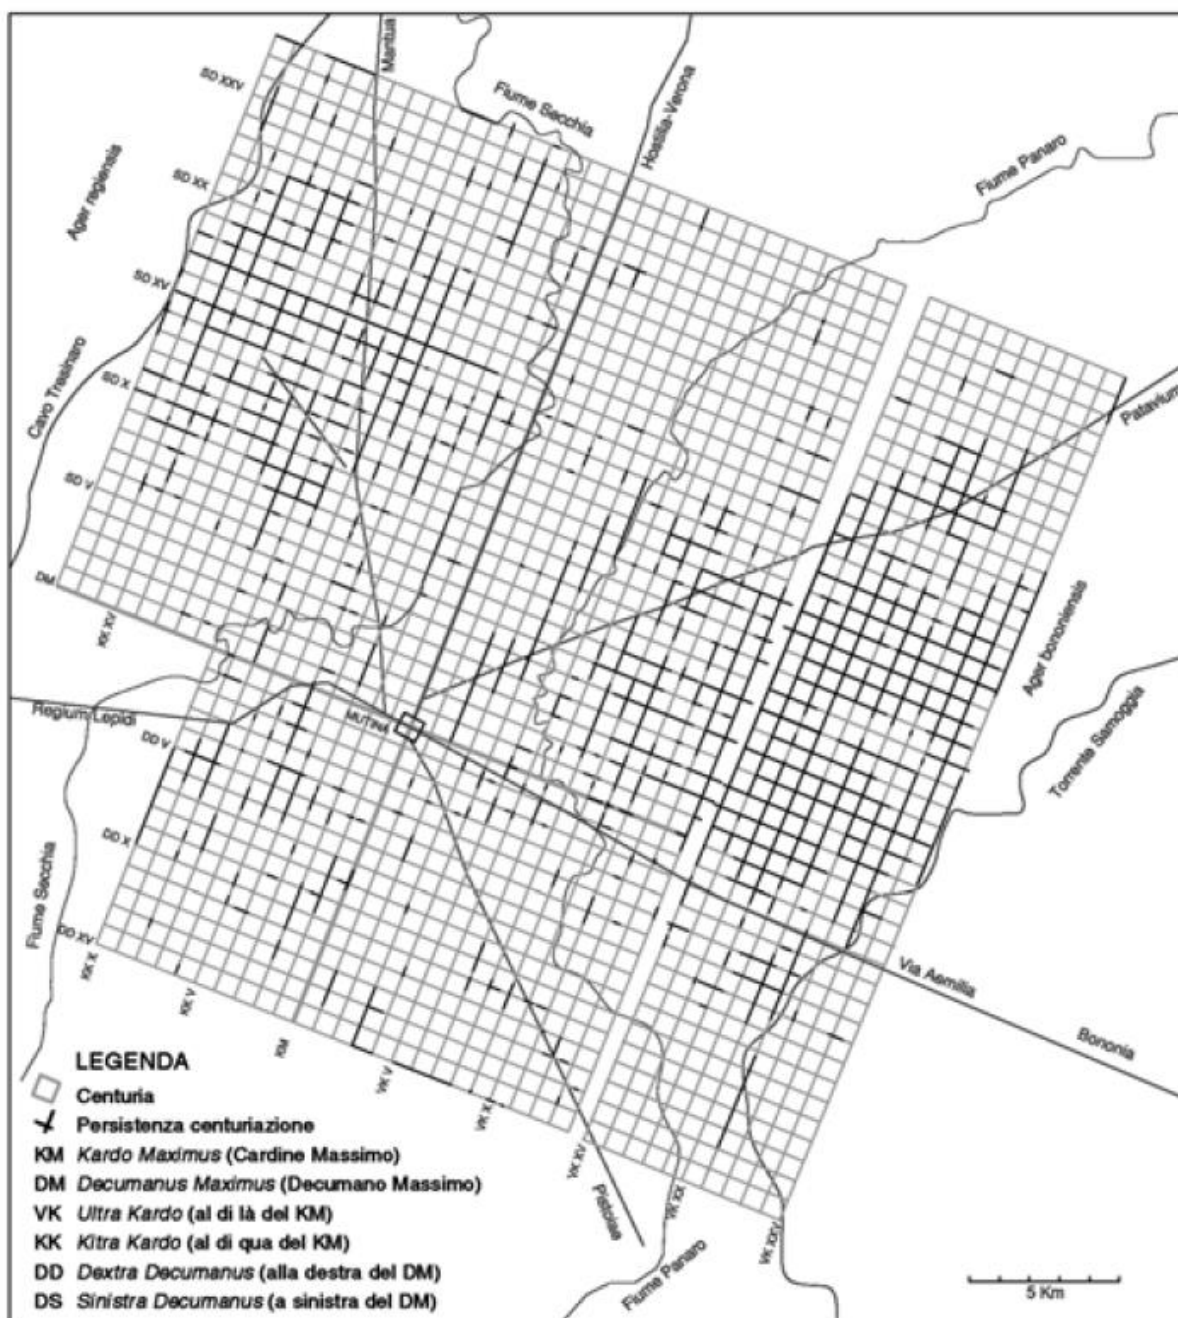 Mantua
Fiume Secchia
Hostilia-Verona
Fiume Panaro
SD XXV
Ager regiensis
SD XX
SD XV
Cavo Tresinaro
SD X
SD V
DM
KK XV
Patavium
Ager bononiensis
Torrente Samoggia
Regium Lepidi
MUTINA
DD V
DD X
Fiume Secchia
DD XV
KK X
KK V
KM
VK V
VK X
VK XV
VK XX
VK XXV
Via Aemilia
Bononia
Pistoiae
Fiume Panaro
LEGENDA
Centuria
Persistenza centuriazione
KM Kardo Maximus (Cardine Massimo)
DM Decumanus Maximus (Decumano Massimo)
VK Ultra Kardo (al di là del KM)
KK Kitra Kardo (al di qua del KM)
DD Dextra Decumanus (alla destra del DM)
DS Sinistra Decumanus (a sinistra del DM)
5 Km